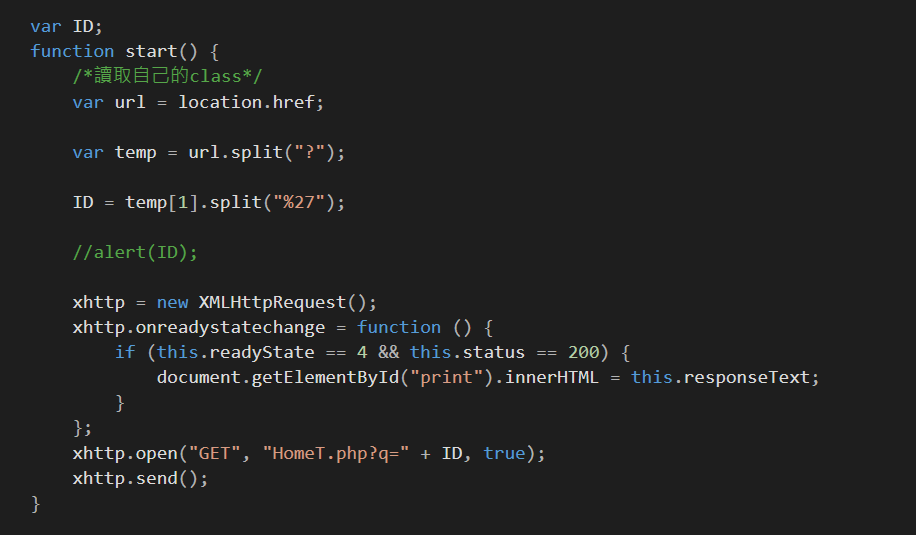 var ID;
function start() {
/*讀取自己的class*/
var url = location.href;
var temp = url.split("?");
ID = temp[1].split("%27");
//alert(ID);
xhttp = new XMLHttpRequest();
xhttp.onreadystatechange = function () {
if (this.readyState == 4 && this.status == 200) {
document.getElementById("print").innerHTML = this.responseText;
}
};
xhttp.open("GET", "HomeT.php?q=" + ID, true);
xhttp.send();
}